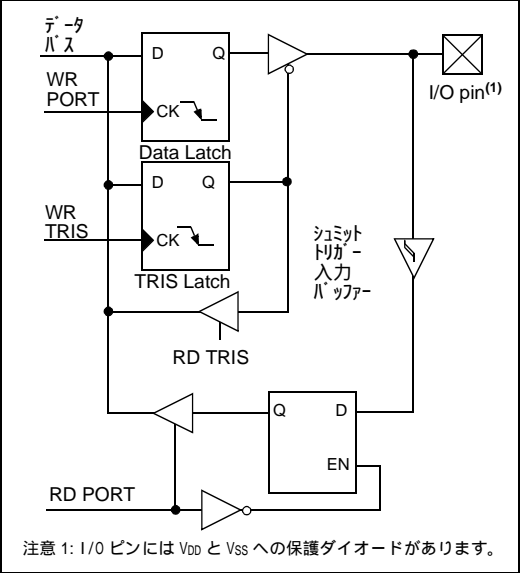 データ
バス
D
Q
WR
PORT
CK
I/O pin(1)
Data Latch
D
Q
WR
TRIS
CK
TRIS Latch
シュミット
トリガー
入力
バッファー
RD TRIS
Q
D
EN
RD PORT
注意 1: I/O ピンには VDD と VSS への保護ダイオードがあります。